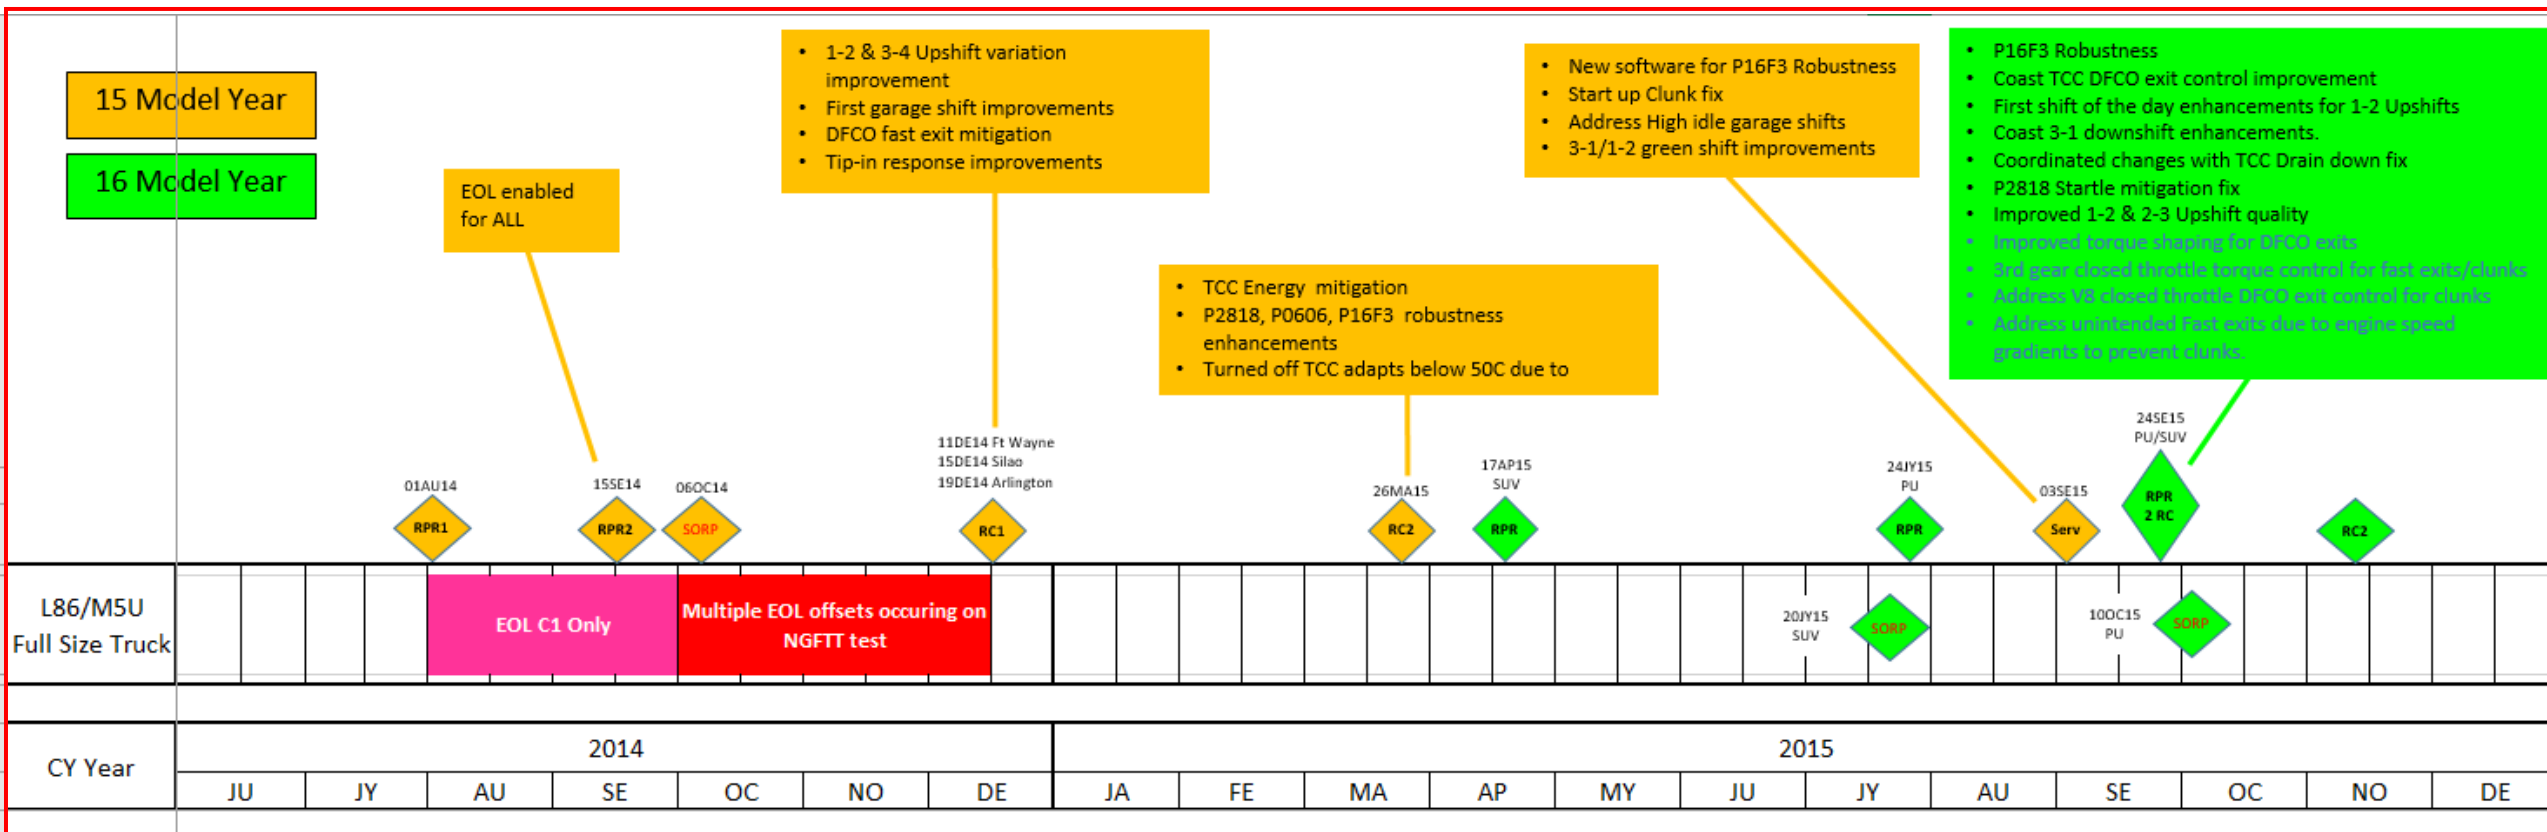 15 Model Year
16 Model Year
EOL enabled
for ALL
• 1-2 & 3-4 Upshift variation
improvement
• First garage shift improvements
• DFCO fast exit mitigation
• Tip-in response improvements
• TCC Energy mitigation
• P2818, P0606, P16F3 robustness
enhancements
• Turned off TCC adapts below 50C due to
• New software for P16F3 Robustness
• Start up Clunk fix
• Address High idle garage shifts
• 3-1/1-2 green shift improvements
• P16F3 Robustness
• Coast TCC DFCO exit control improvement
• First shift of the day enhancements for 1-2 Upshifts
• Coast 3-1 downshift enhancements.
• Coordinated changes with TCC Drain down fix
• P2818 Startle mitigation fix
• Improved 1-2 & 2-3 Upshift quality
• Improved torque shaping for DFCO exits
• 3rd gear closed throttle torque control for fast exits/clunks
• Address V8 closed throttle DFCO exit control for clunks
• Address unintended Fast exits due to engine speed
gradients to prevent clunks.
01AU14
RPR1
15SE14
RPR2
06OC14
SORP
11DE14 Ft Wayne
15DE14 Silao
19DE14 Arlington
RC1
26MA15
RC2
17AP15
SUV
RPR
24JY15
PU
RPR
03SE15
Serv
24SE15
PU/SUV
RPR
2 RC
RC2
L86/M5U
Full Size Truck
EOL C1 Only
Multiple EOL offsets occuring on
NGFTT test
20JY15
SUV
SORP
10OC15
PU
SORP
CY Year
2014
2015
JU JY AU SE OC NO DE JA FE MA AP MY JU JY AU SE OC NO DE